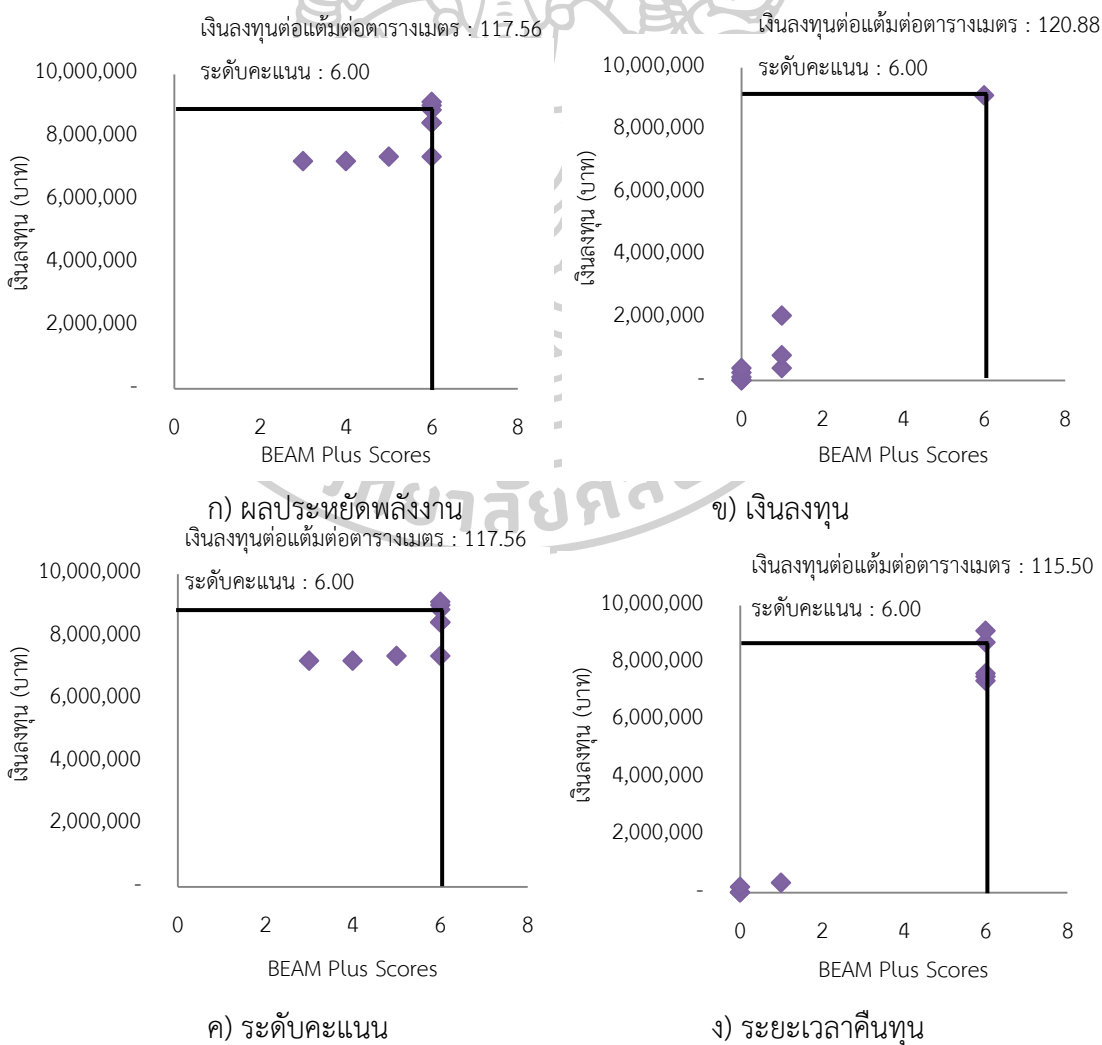 เงินลงทุนต่อแต้มต่อตารางเมตร : 117.56
ระดับคะแนน : 6.00
10,000,000
8,000,000
6,000,000
4,000,000
2,000,000
-
เงินลงทุน (บาท)
0 2 4 6 8
BEAM Plus Scores
ก) ผลประหยัดพลังงาน
เงินลงทุนต่อแต้มต่อตารางเมตร : 120.88
ระดับคะแนน : 6.00
10,000,000
8,000,000
6,000,000
4,000,000
2,000,000
-
เงินลงทุน (บาท)
0 2 4 6 8
BEAM Plus Scores
ข) เงินลงทุน
เงินลงทุนต่อแต้มต่อตารางเมตร : 117.56
ระดับคะแนน : 6.00
10,000,000
8,000,000
6,000,000
4,000,000
2,000,000
-
เงินลงทุน (บาท)
0 2 4 6 8
BEAM Plus Scores
ค) ระดับคะแนน
เงินลงทุนต่อแต้มต่อตารางเมตร : 115.50
ระดับคะแนน : 6.00
10,000,000
8,000,000
6,000,000
4,000,000
2,000,000
-
เงินลงทุน (บาท)
0 2 4 6 8
BEAM Plus Scores
ง) ระยะเวลาคืนทุน